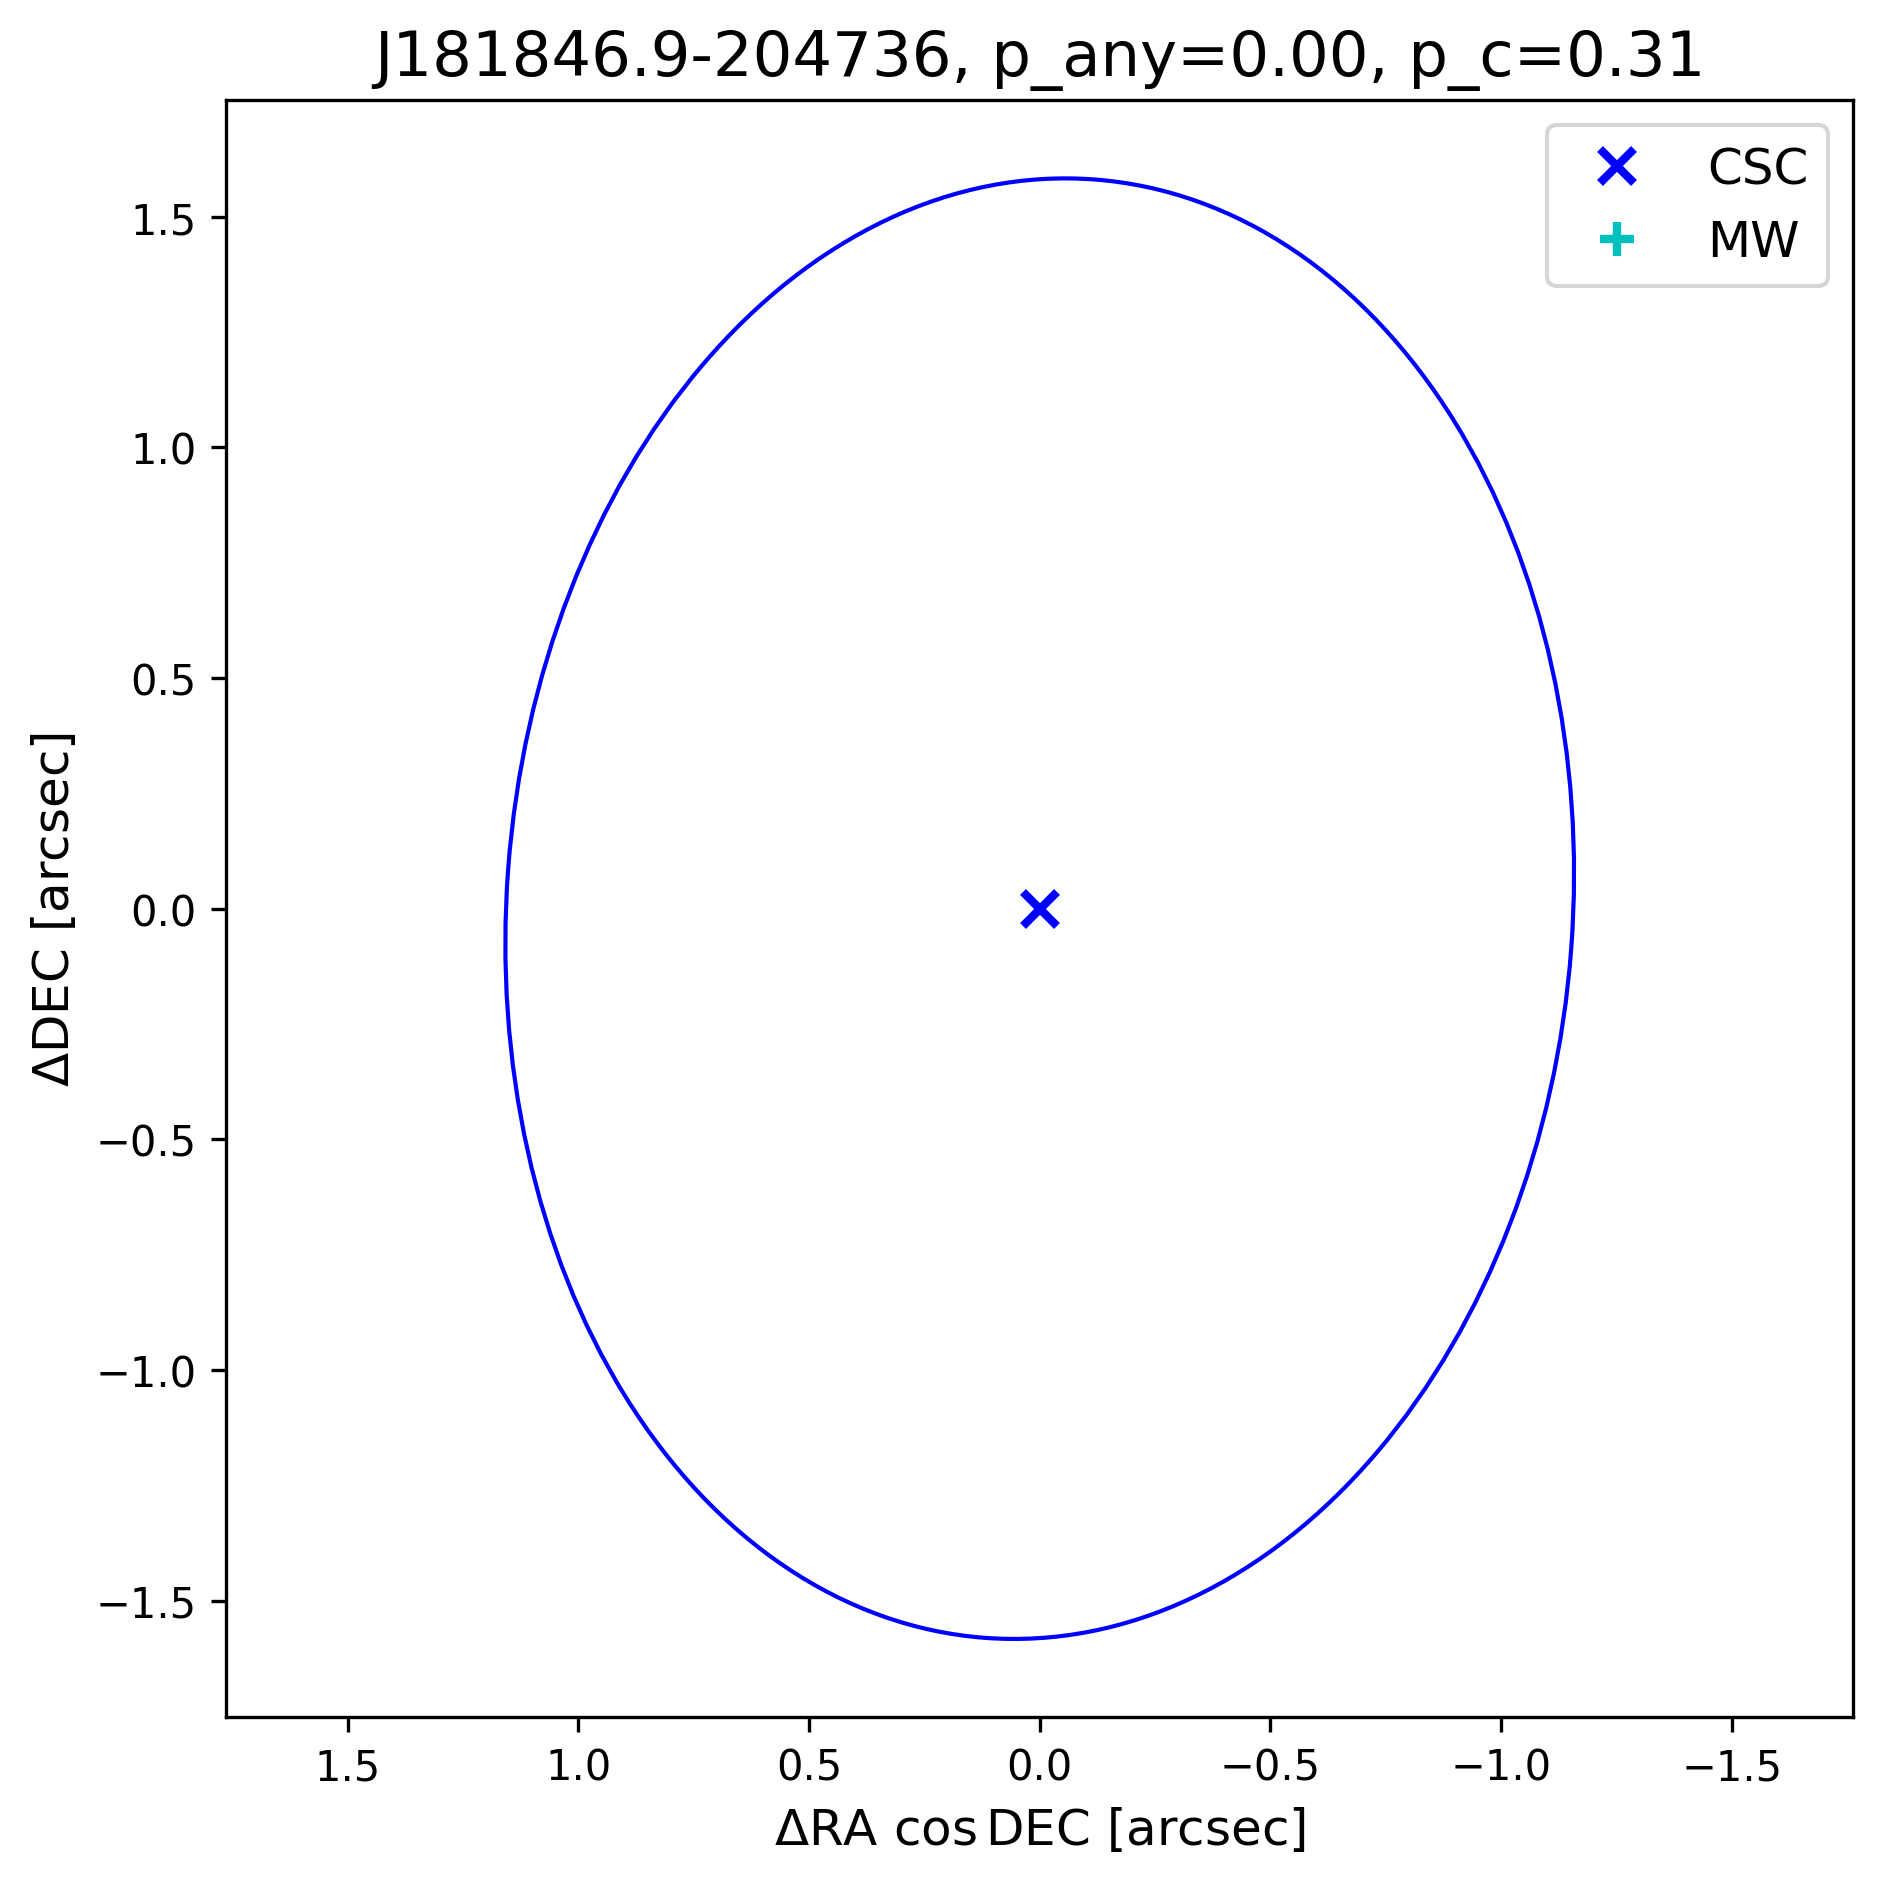 J181846.9-204736, p_any=0.00, p_c=0.31
CSC
MW
1.5
1.0
0.5
0.0
−0.5
−1.0
−1.5
ΔDEC [arcsec]
1.5 1.0 0.5 0.0 −0.5 −1.0 −1.5
ΔRA cos DEC [arcsec]